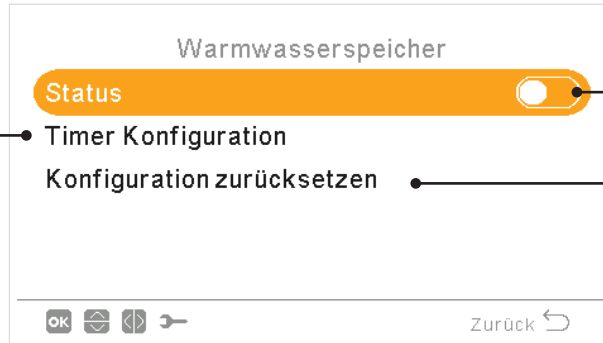 Warmwasserspeicher
Status
Timer Konfiguration
Konfiguration zurücksetzen
OK
Zurück